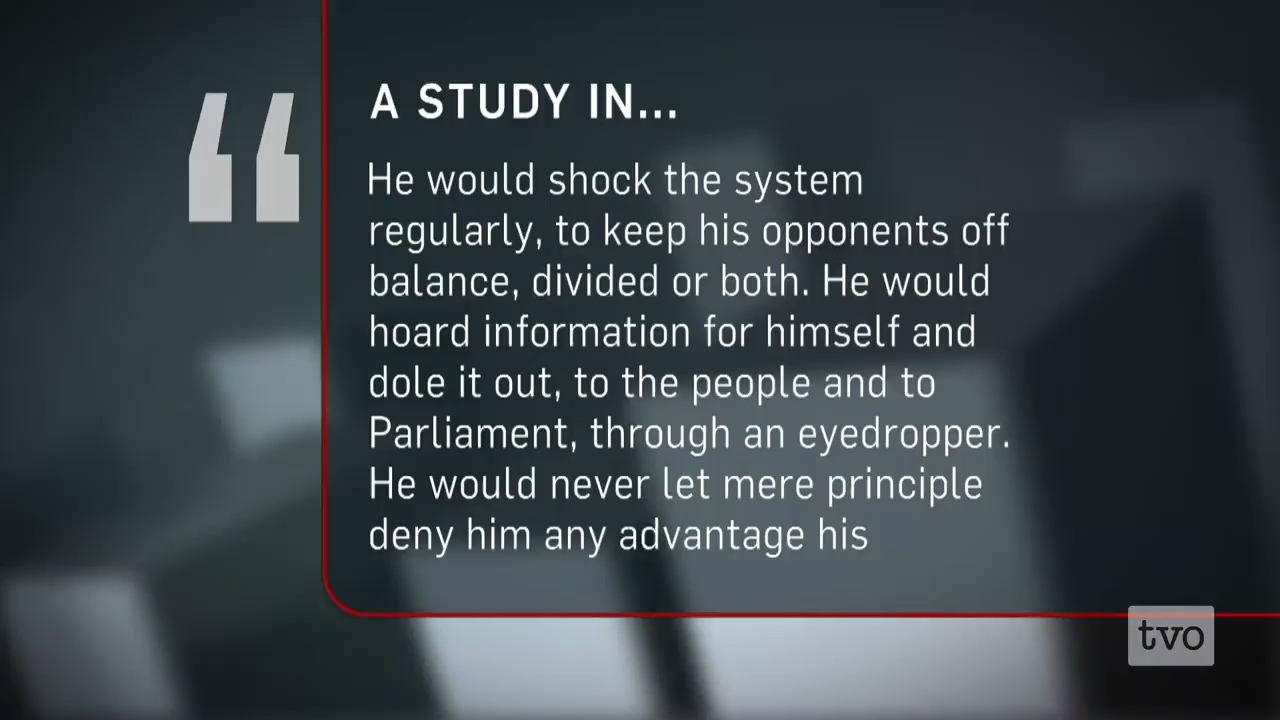 A STUDY IN...
He would shock the system
regularly, to keep his opponents off
balance, divided or both. He would
hoard information for himself and
dole it out, to the people and to
Parliament, through an eyedropper.
He would never let mere principle
deny him any advantage his
tvo